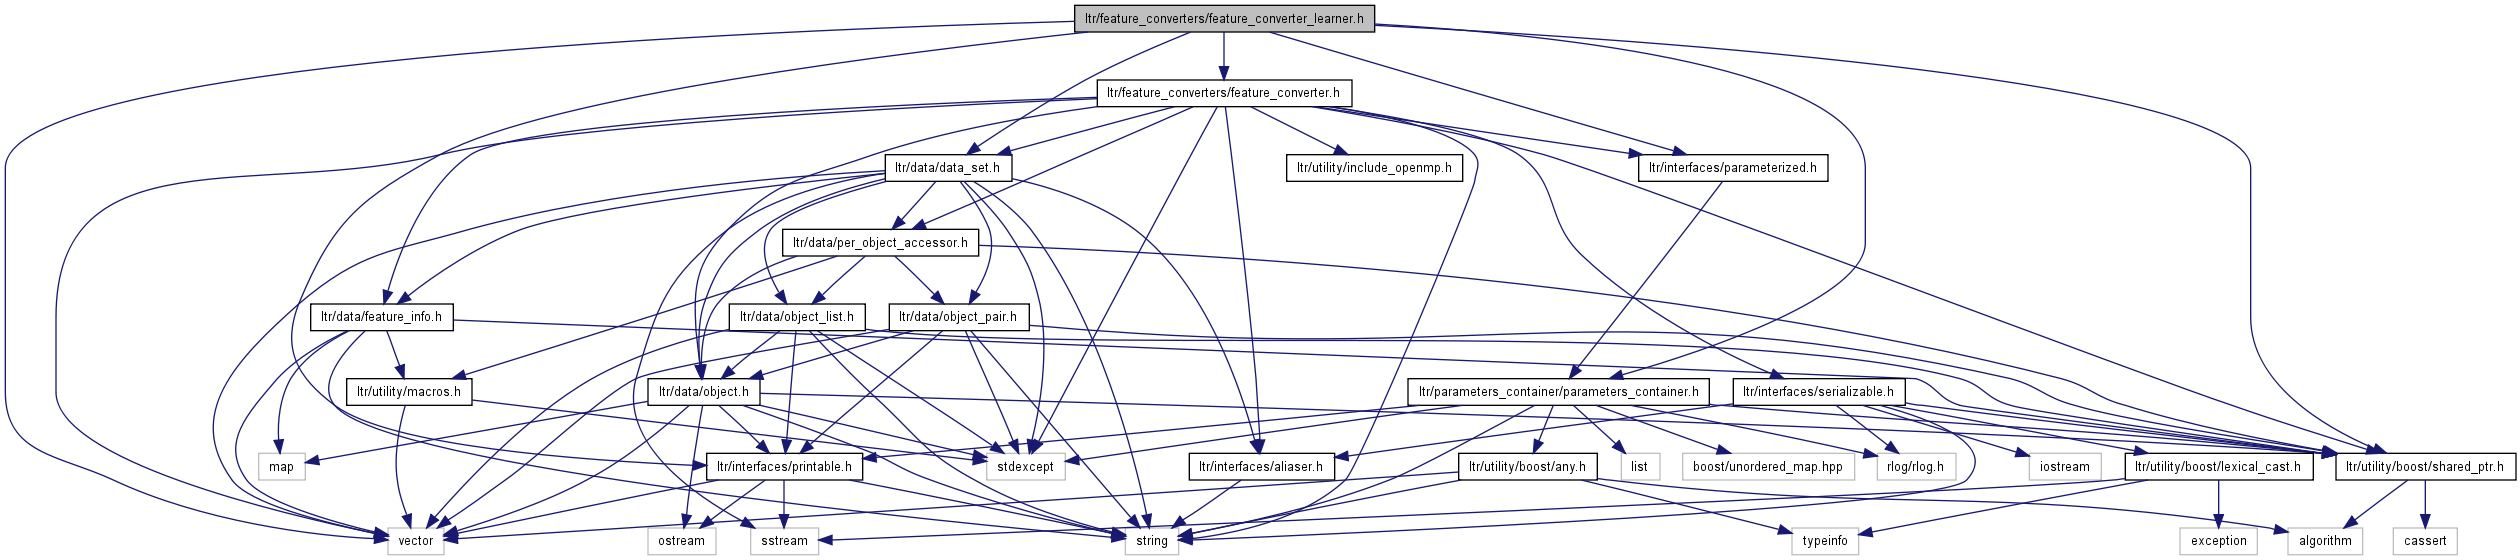 ltr/feature_converters/feature_converter_learner.h
ltr/feature_converters/feature_converter.h
ltr/data/data_set.h
ltr/utility/include_openmp.h
ltr/interfaces/parameterized.h
ltr/data/per_object_accessor.h
ltr/data/feature_info.h
ltr/data/object_list.h
ltr/data/object_pair.h
ltr/utility/macros.h
ltr/data/object.h
ltr/parameters_container/parameters_container.h
ltr/interfaces/serializable.h
map
ltr/interfaces/printable.h
stdexcept
ltr/interfaces/aliaser.h
ltr/utility/boost/any.h
list
boost/unordered_map.hpp
rlog/rlog.h
iostream
ltr/utility/boost/lexical_cast.h
ltr/utility/boost/shared_ptr.h
vector
ostream
sstream
string
typeinfo
exception
algorithm
cassert